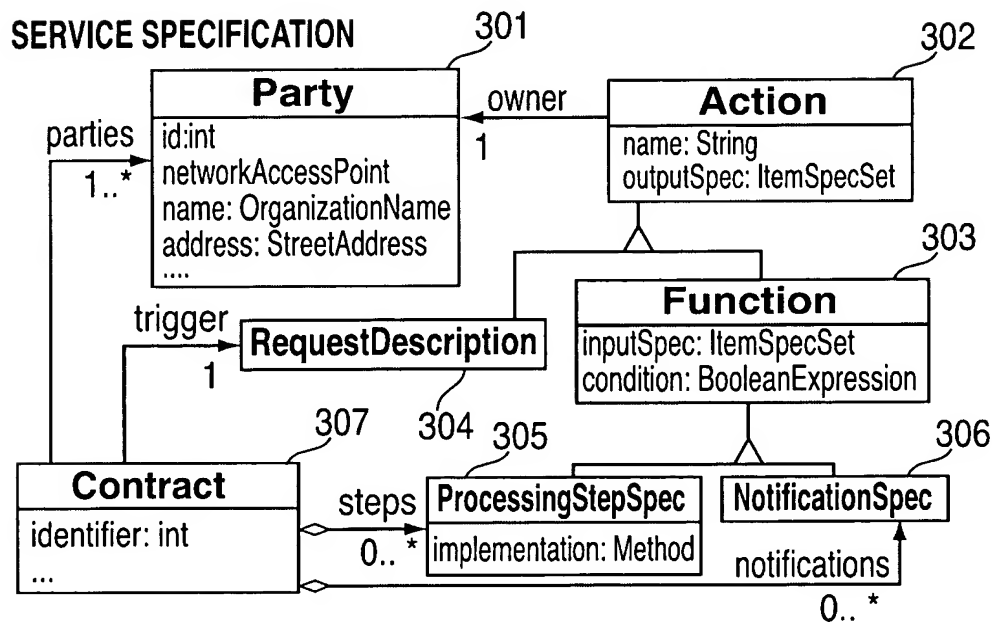 SERVICE SPECIFICATION
301
302
Party
id:int
networkAccessPoint
name: OrganizationName
address: StreetAddress
....
owner
1
Action
name: String
outputSpec: ItemSpecSet
parties
1..*
303
Function
inputSpec: ItemSpecSet
condition: BooleanExpression
trigger
1
RequestDescription
304
307
Contract
identifier: int
...
305
steps
0.. *
ProcessingStepSpec
implementation: Method
306
NotificationSpec
notifications
0.. *